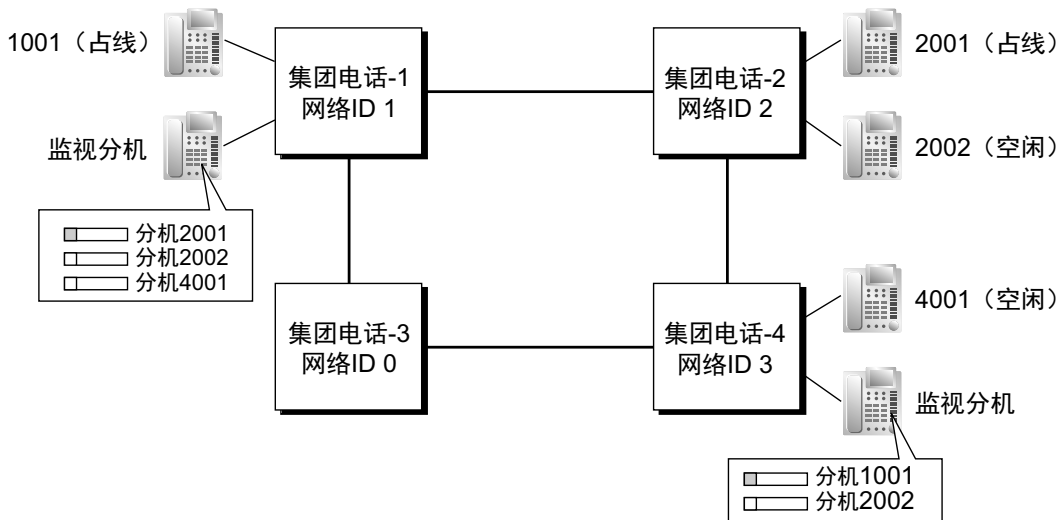 1001（占线）
集团电话-1
网络ID 1
集团电话-2
网络ID 2
2001（占线）
监视分机
2002（空闲）
分机2001
分机2002
分机4001
集团电话-3
网络ID 0
集团电话-4
网络ID 3
4001（空闲）
监视分机
分机1001
分机2002